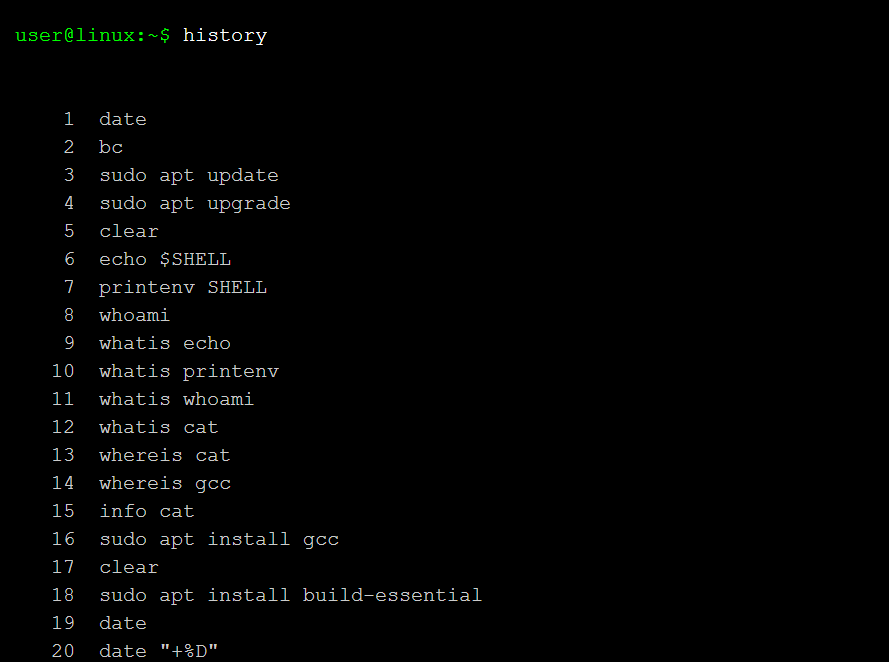 user@linux:~$ history
1 date
2 bc
3 sudo apt update
4 sudo apt upgrade
5 clear
6 echo $SHELL
7 printenv SHELL
8 whoami
9 whatis echo
10 whatis printenv
11 whatis whoami
12 whatis cat
13 whereis cat
14 whereis gcc
15 info cat
16 sudo apt install gcc
17 clear
18 sudo apt install build-essential
19 date
20 date "+%D"